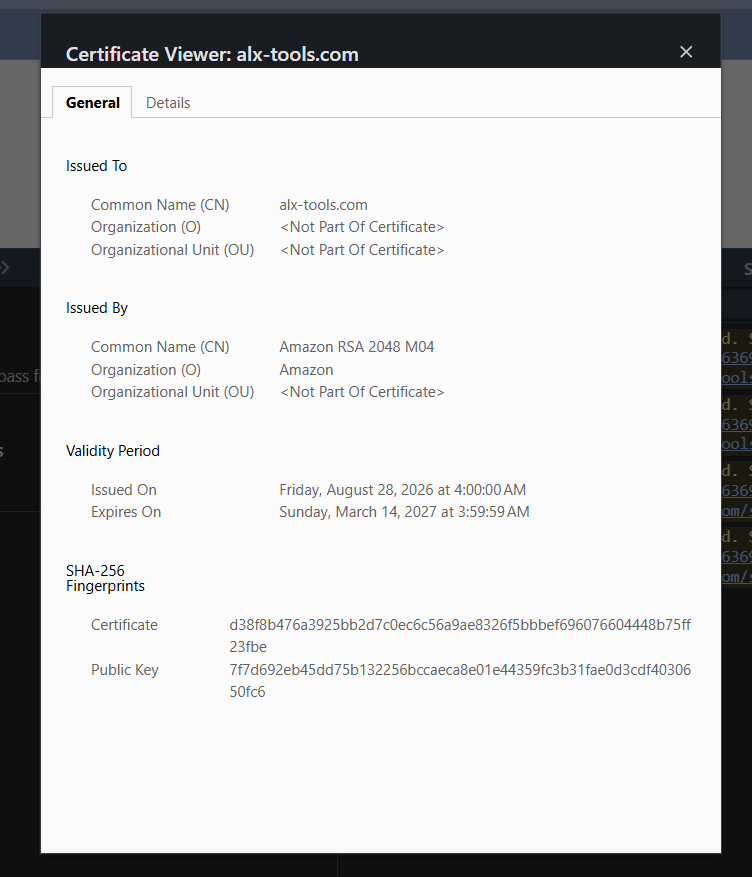 Certificate Viewer: alx-tools.com
General Details
Issued To
Common Name (CN) alx-tools.com
Organization (O) <Not Part Of Certificate>
Organizational Unit (OU) <Not Part Of Certificate>
Issued By
Common Name (CN) Amazon RSA 2048 M04
Organization (O) Amazon
Organizational Unit (OU) <Not Part Of Certificate>
Validity Period
Issued On Friday, August 28, 2026 at 4:00:00 AM
Expires On Sunday, March 14, 2027 at 3:59:59 AM
SHA-256
Fingerprints
Certificate d38f8b476a3925bb2d7c0ec6c56a9ae8326f5bbbef696076604448b75ff
23fbe
Public Key 7f7d692eb45dd75b132256bccaeca8e01e44359fc3b31fae0d3cdf40306
50fc6